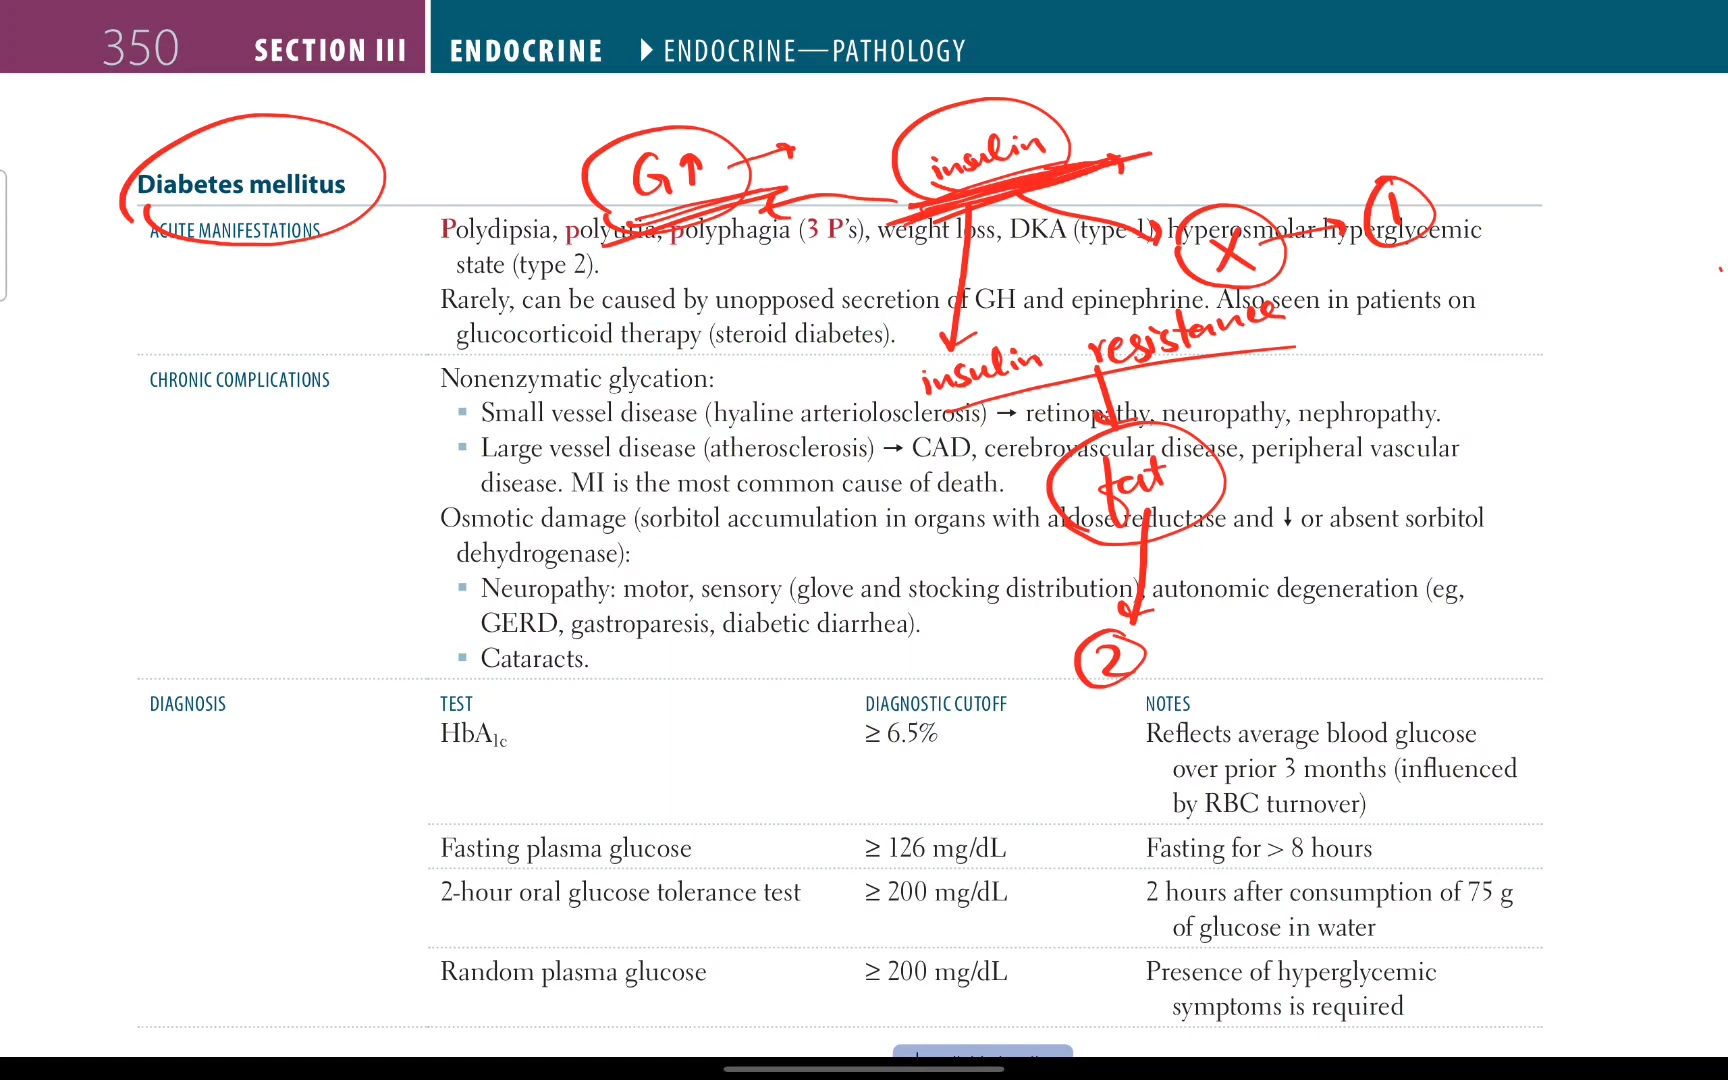 350 SECTION III ENDOCRINE ▶ ENDOCRINE—PATHOLOGY
G↑
insulin
Diabetes mellitus
1
ACUTE MANIFESTATIONS
Polydipsia, polyuria, polyphagia (3 P's), weight loss, DKA (type 1), hyperosmolar hyperglycemic
X
state (type 2).
Rarely, can be caused by unopposed secretion of GH and epinephrine. Also seen in patients on
glucocorticoid therapy (steroid diabetes).
insulin resistance
CHRONIC COMPLICATIONS
Nonenzymatic glycation:
▪ Small vessel disease (hyaline arteriolosclerosis) → retinopathy, neuropathy, nephropathy.
▪ Large vessel disease (atherosclerosis) → CAD, cerebrovascular disease, peripheral vascular
disease. MI is the most common cause of death.
fat
Osmotic damage (sorbitol accumulation in organs with aldose reductase and ↓ or absent sorbitol
dehydrogenase):
▪ Neuropathy: motor, sensory (glove and stocking distribution), autonomic degeneration (eg,
GERD, gastroparesis, diabetic diarrhea).
▪ Cataracts.
2
DIAGNOSIS TEST DIAGNOSTIC CUTOFF NOTES
HbA1c ≥ 6.5% Reflects average blood glucose
over prior 3 months (influenced
by RBC turnover)
Fasting plasma glucose ≥ 126 mg/dL Fasting for > 8 hours
2-hour oral glucose tolerance test ≥ 200 mg/dL 2 hours after consumption of 75 g
of glucose in water
Random plasma glucose ≥ 200 mg/dL Presence of hyperglycemic
symptoms is required